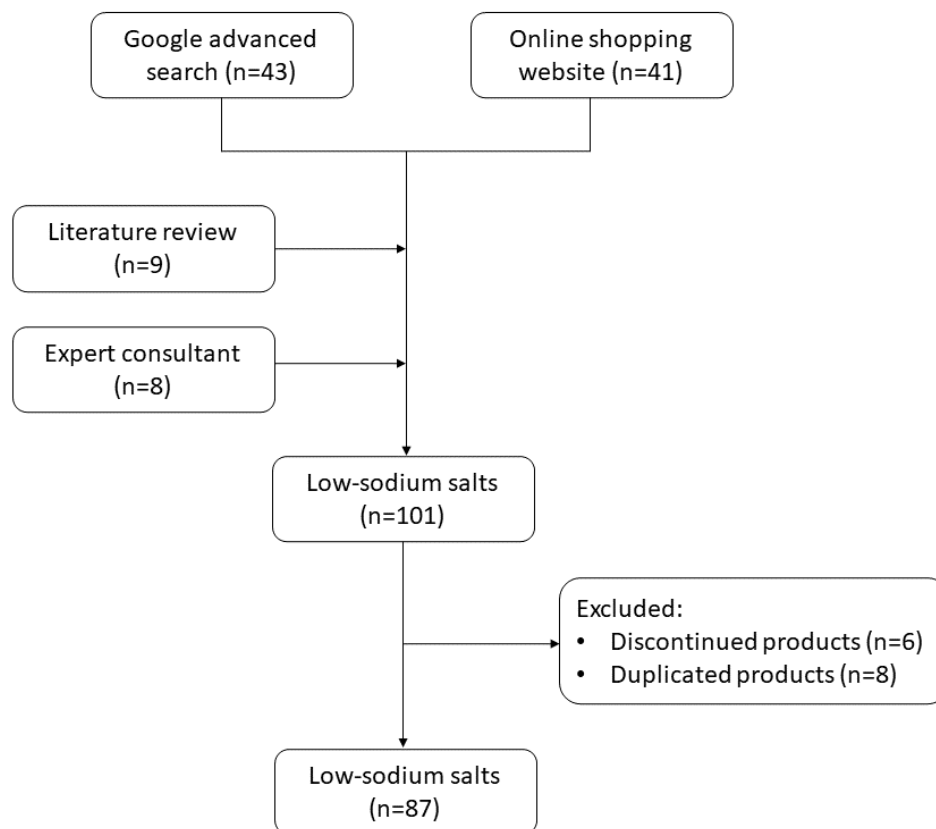 Google advanced
search (n=43)
Online shopping
website (n=41)
Literature review
(n=9)
Expert consultant
(n=8)
Low-sodium salts
(n=101)
Excluded:
• Discontinued products (n=6)
• Duplicated products (n=8)
Low-sodium salts
(n=87)